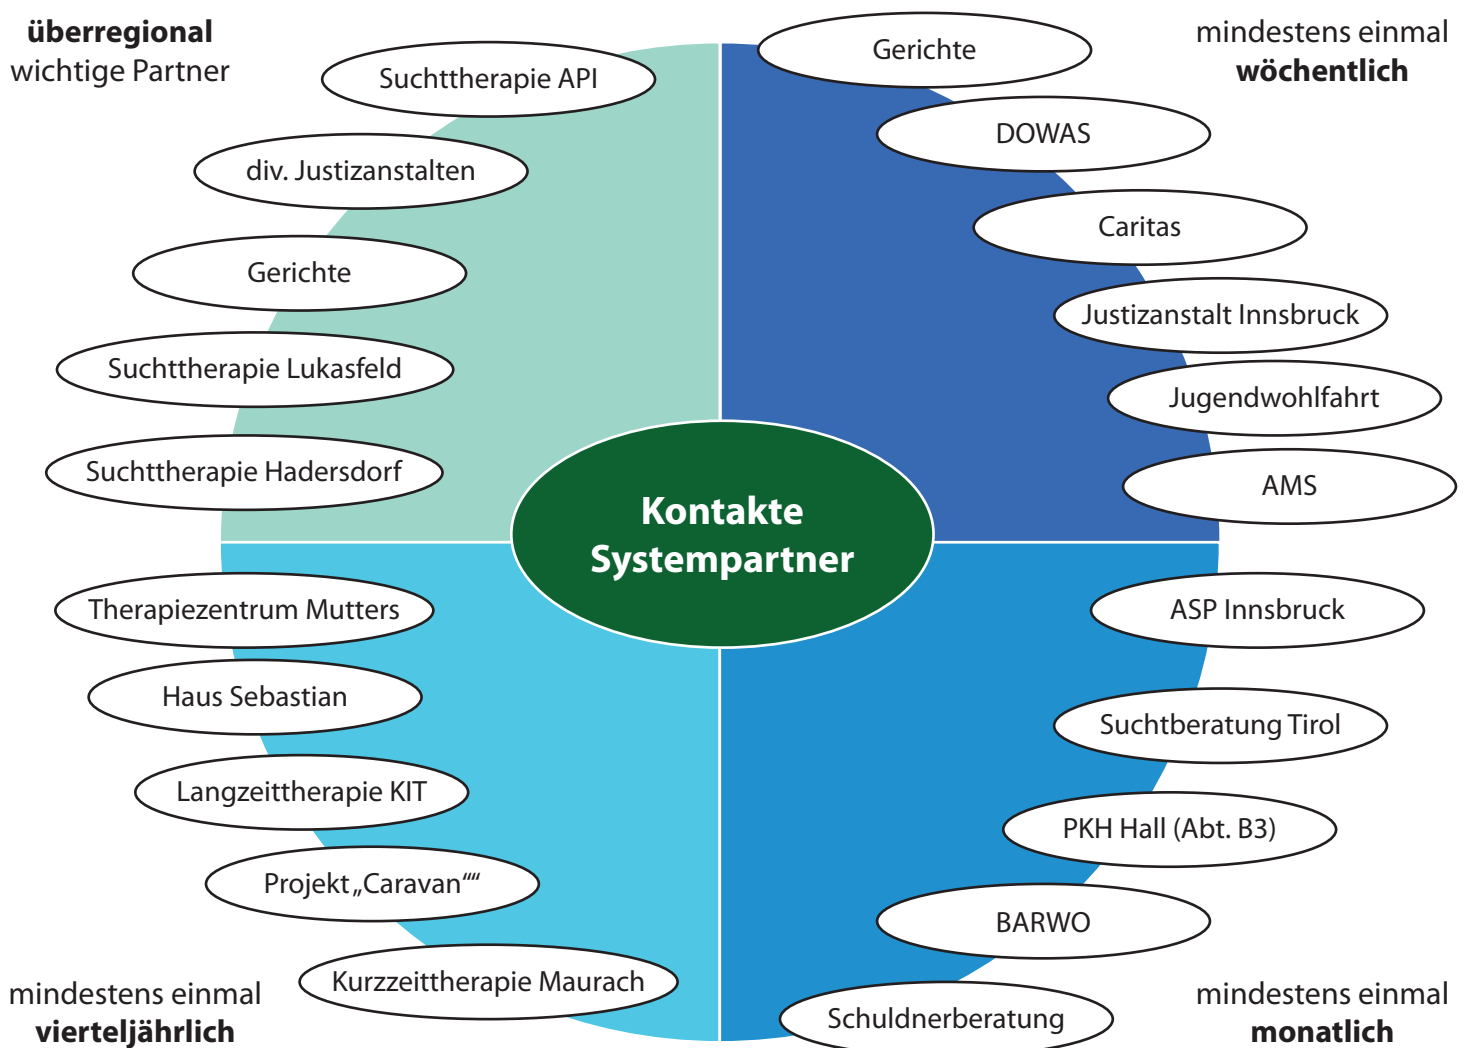 überregional
wichtige Partner
Suchttherapie API
div. Justizanstalten
Gerichte
Suchttherapie Lukasfeld
Suchttherapie Hadersdorf
mindestens einmal
wöchentlich
Gerichte
DOWAS
Caritas
Justizanstalt Innsbruck
Jugendwohlfahrt
AMS
Kontakte
Systempartner
Therapiezentrum Mutters
Haus Sebastian
Langzeittherapie KIT
Projekt „Caravan““
Kurzzeittherapie Maurach
mindestens einmal
vierteljährlich
ASP Innsbruck
Suchtberatung Tirol
PKH Hall (Abt. B3)
BARWO
Schuldnerberatung
mindestens einmal
monatlich